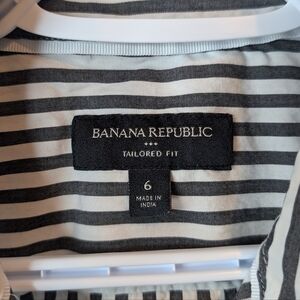 BANANA REPUBLIC
TAILORED FIT
6
MADE IN
INDIA